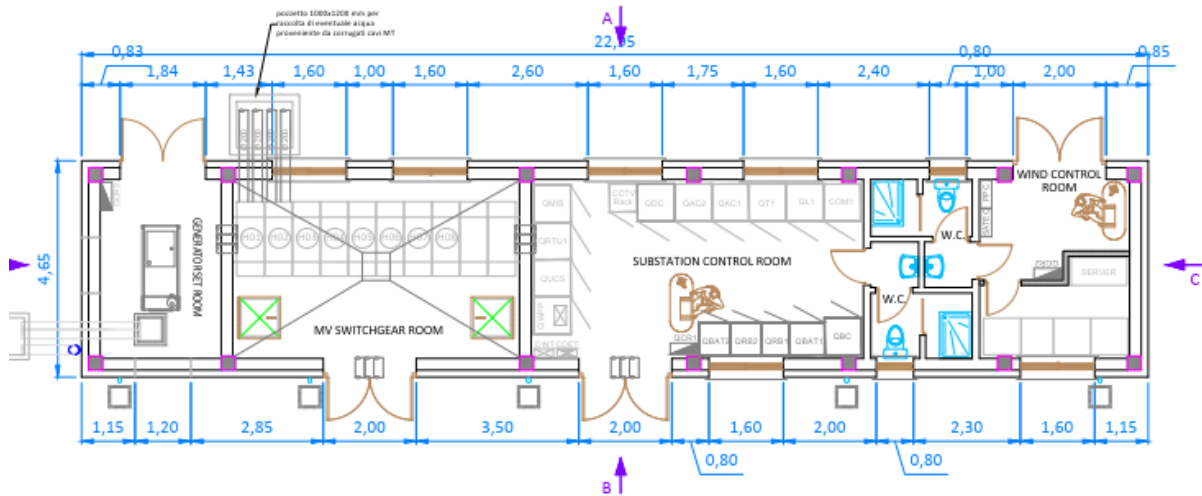 pozzetto 1000x1200 mm per
raccolta di eventuale acqua
proveniente da corrugati cavi MT
A
22,95
0,83
0,80
0,85
1,84
1,43
1,60
1,00
1,60
2,60
1,60
1,75
1,60
2,40
1,00
2,00
4,65
GENERATOR SET ROOM
H01
H02
H03
H04
H05
H06
H07
H08
MV SWITCHGEAR ROOM
QMIS
QRTU1
QUCS
CCTV
Rack
QDC
QAC2
QAC1
QT1
QL1
COM1
SUBSTATION CONTROL ROOM
QCR1
QBAT2
QRB2
QRB1
QBAT1
QBC
W.C.
W.C.
WIND CONTROL
ROOM
PPC
QCR2
SERVER
C
1,15
1,20
2,85
2,00
3,50
2,00
1,60
2,00
2,30
1,60
1,15
0,80
0,80
B